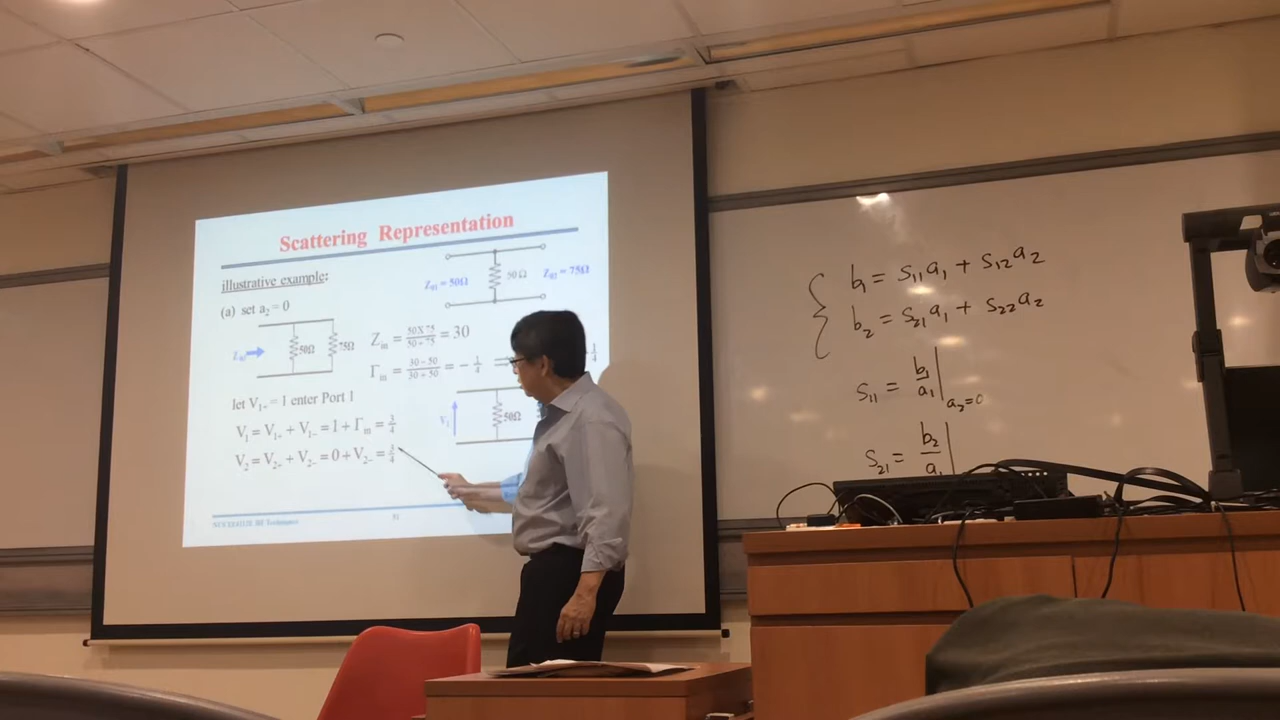 Scattering Representation
illustrative example:
50Ω
Z01 = 50Ω
Z02 = 75Ω
(a) set a2 = 0
50Ω
75Ω
Zin = 50X75 / 50+75 = 30
Γin = 30−50 / 30+50 = − 1/4
let V1+ = 1 enter Port 1
V1 = V1+ + V1− = 1 + Γin = 3/4
50Ω
V2 = V2+ + V2− = 0 + V2− = 3/4
51
b1 = S11a1 + S12a2
b2 = S21a1 + S22a2
S11 = b1/a1 | a2=0
S21 = b2/a1 |